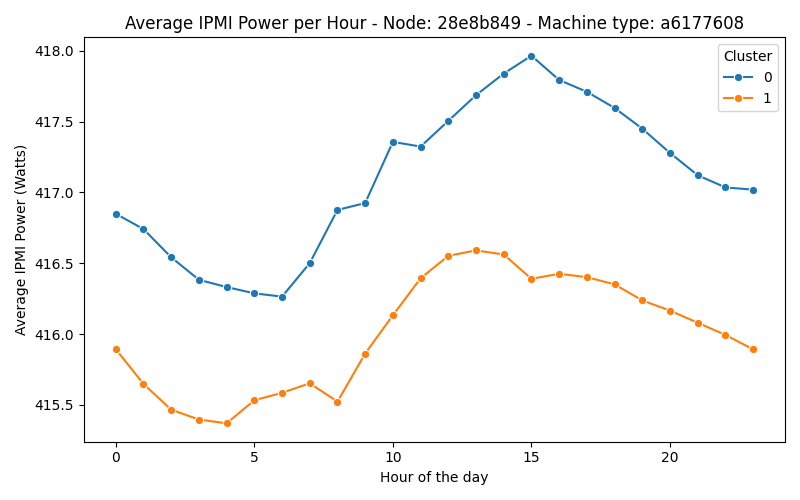 Average IPMI Power per Hour - Node: 28e8b849 - Machine type: a6177608
Cluster
0
1
418.0
417.5
417.0
416.5
416.0
415.5
Average IPMI Power (Watts)
0 5 10 15 20
Hour of the day